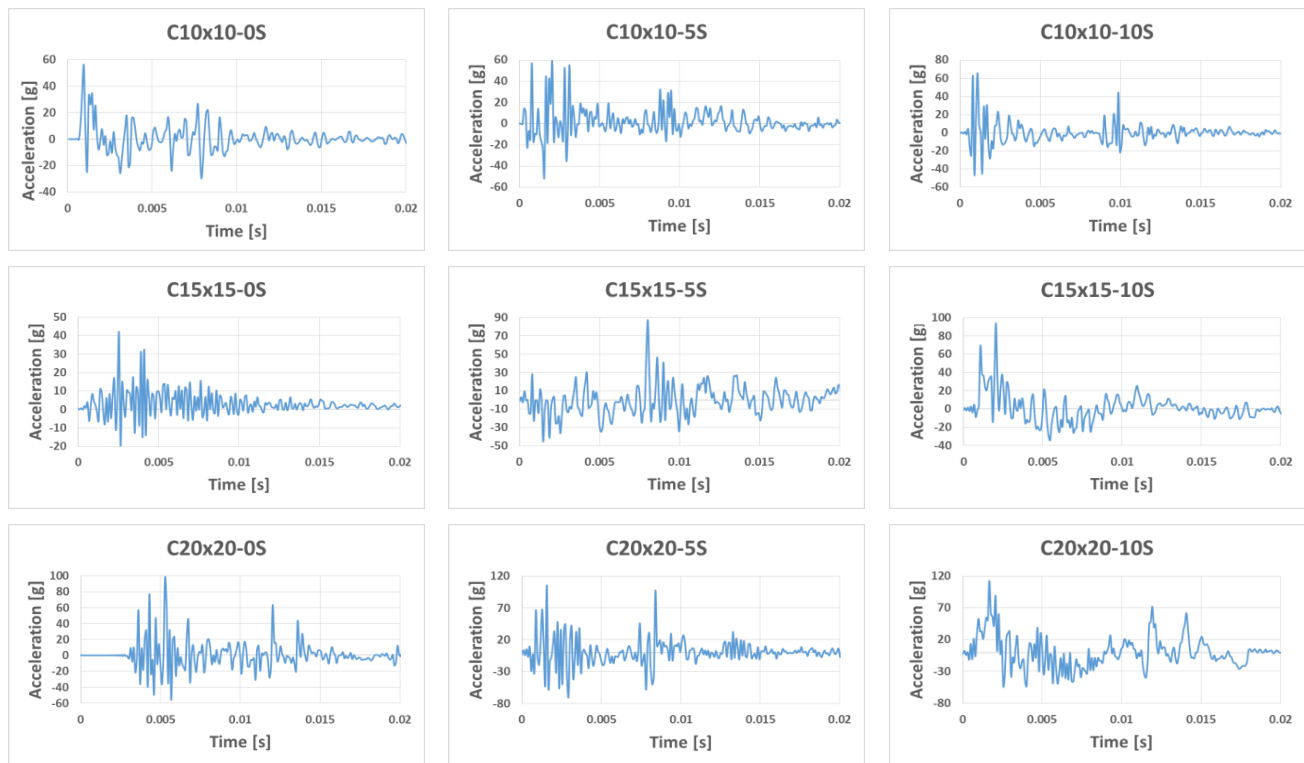 C10x10-0S
Acceleration [g]
60
40
20
0
-20
-40
0 0.005 0.01 0.015 0.02
Time [s]
C10x10-5S
Acceleration [g]
60
40
20
0
-20
-40
-60
0 0.005 0.01 0.015 0.02
Time [s]
C10x10-10S
Acceleration [g]
80
60
40
20
0
-20
-40
-60
0 0.005 0.01 0.015 0.02
Time [s]
C15x15-0S
Acceleration [g]
50
40
30
20
10
0
-10
-20
0 0.005 0.01 0.015 0.02
Time [s]
C15x15-5S
Acceleration [g]
90
70
50
30
10
-10
-30
-50
0 0.005 0.01 0.015 0.02
Time [s]
C15x15-10S
Acceleration [g]
100
80
60
40
20
0
-20
-40
0 0.005 0.01 0.015 0.02
Time [s]
C20x20-0S
Acceleration [g]
100
80
60
40
20
0
-20
-40
-60
0 0.005 0.01 0.015 0.02
Time [s]
C20x20-5S
Acceleration [g]
120
70
20
-30
-80
0 0.005 0.01 0.015 0.02
Time [s]
C20x20-10S
Acceleration [g]
120
70
20
-30
-80
0 0.005 0.01 0.015 0.02
Time [s]